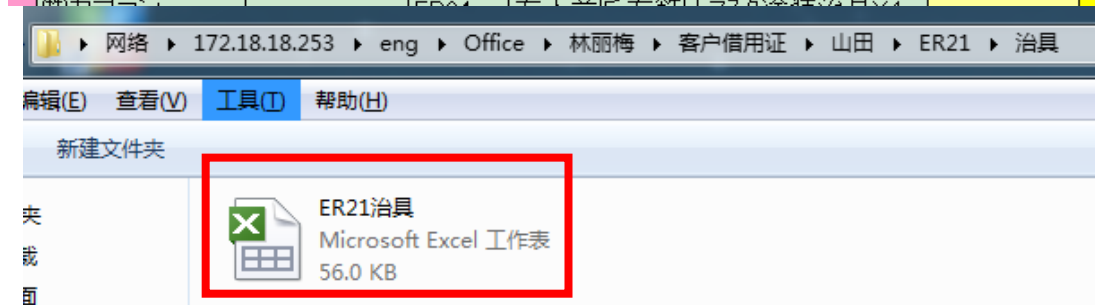 网络 ▸ 172.18.18.253 ▸ eng ▸ Office ▸ 林丽梅 ▸ 客户借用证 ▸ 山田 ▸ ER21 ▸ 治具
编辑(E) 查看(V) 工具(T) 帮助(H)
新建文件夹
ER21治具
夹
Microsoft Excel 工作表
56.0 KB
面